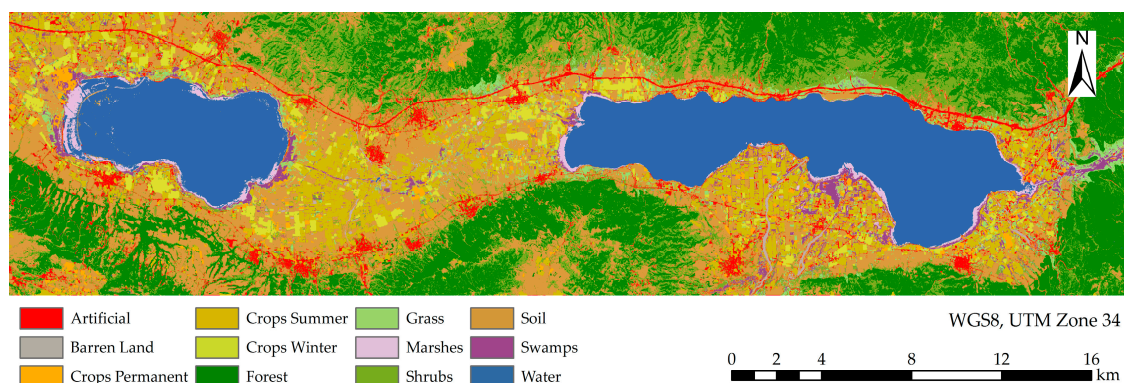 N
Artificial
Crops Summer
Grass
Soil
WGS8, UTM Zone 34
Barren Land
Crops Winter
Marshes
Swamps
Crops Permanent
Forest
Shrubs
Water
0 2 4 8 12 16
km